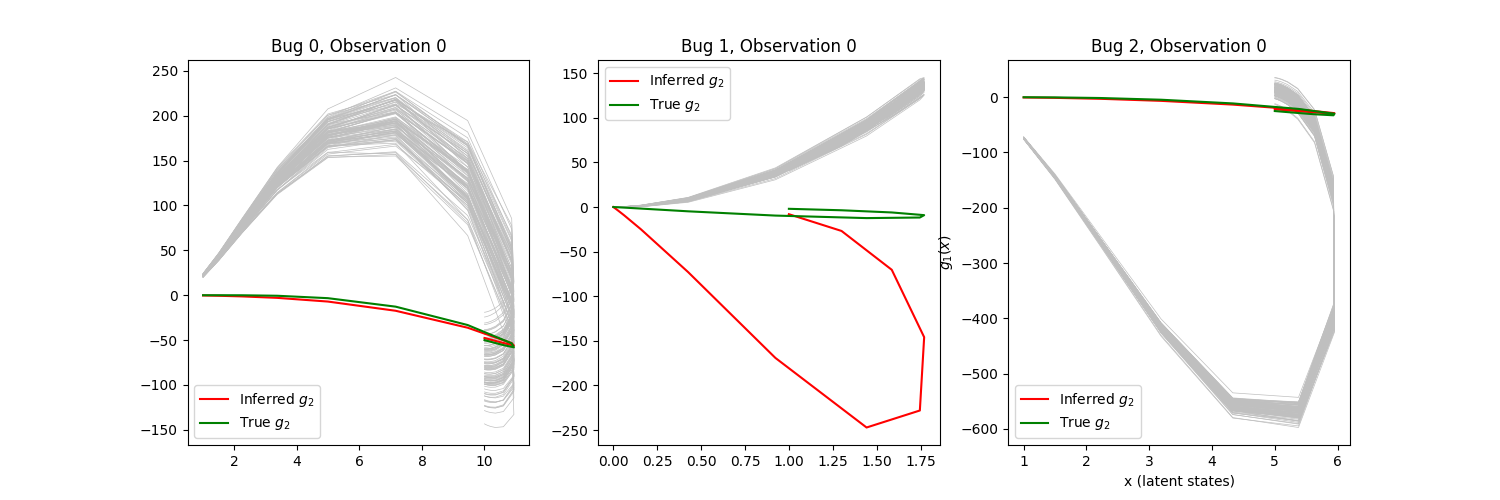 Bug 0, Observation 0
250
200
150
100
50
0
−50
−100
−150
2 4 6 8 10
Inferred g₂
True g₂
Bug 1, Observation 0
150
100
50
0
−50
−100
−150
−200
−250
0.00 0.25 0.50 0.75 1.00 1.25 1.50 1.75
Inferred g₂
True g₂
Bug 2, Observation 0
g₁(x)
0
−100
−200
−300
−400
−500
−600
1 2 3 4 5 6
x (latent states)
Inferred g₂
True g₂